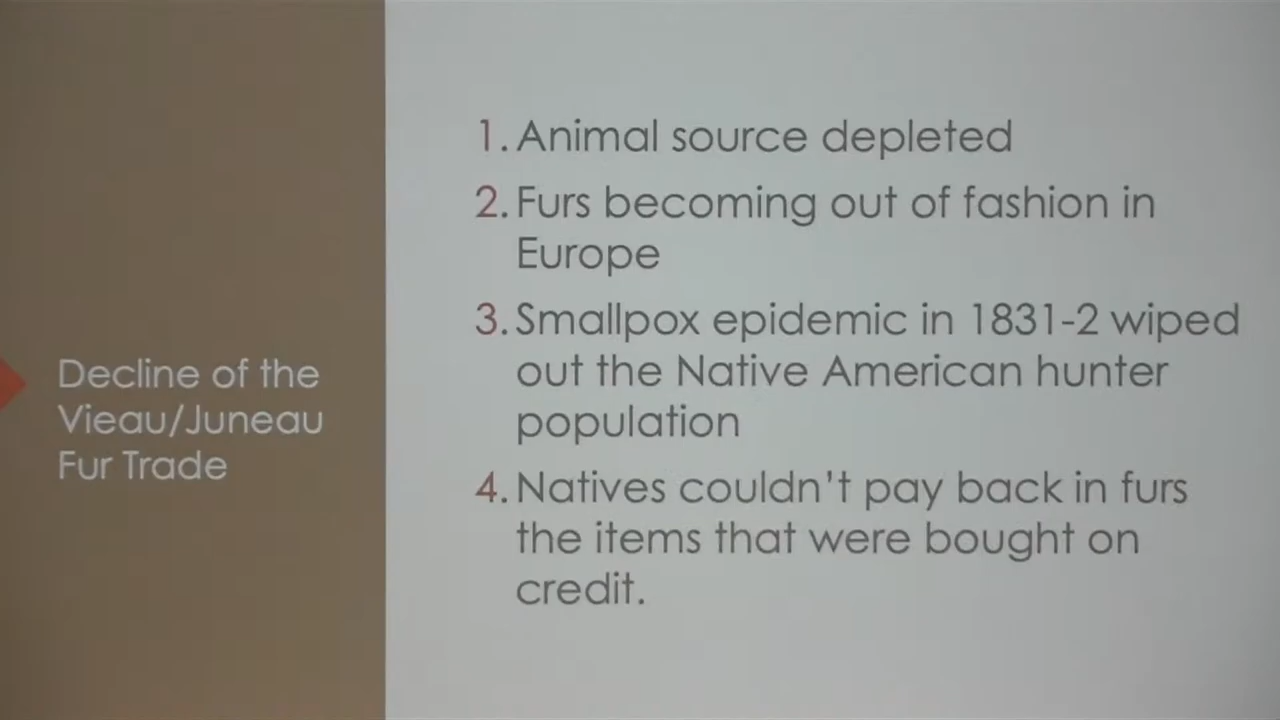 Decline of the
Vieau/Juneau
Fur Trade
1. Animal source depleted
2. Furs becoming out of fashion in
Europe
3. Smallpox epidemic in 1831-2 wiped
out the Native American hunter
population
4. Natives couldn't pay back in furs
the items that were bought on
credit.